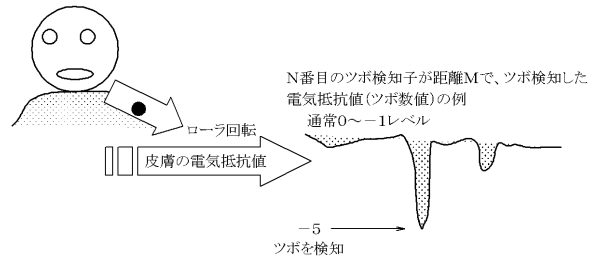 N番目のツボ検知子が距離Mで、ツボ検知した
電気抵抗値(ツボ数値)の例
通常0～－1レベル
ローラ回転
皮膚の電気抵抗値
－5
ツボを検知